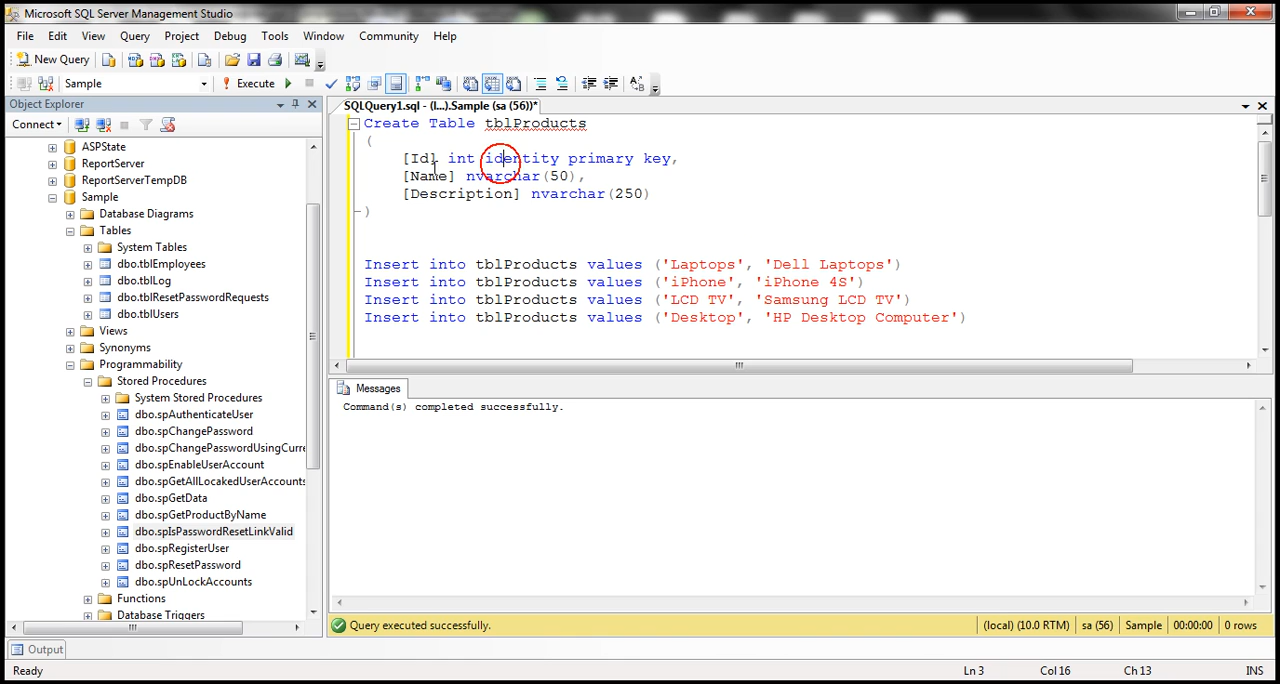 Microsoft SQL Server Management Studio
File Edit View Query Project Debug Tools Window Community Help
New Query
Sample Execute
Object Explorer
SQLQuery1.sql - (l...).Sample (sa (56))*
Connect
ASPState
ReportServer
ReportServerTempDB
Sample
Database Diagrams
Tables
System Tables
dbo.tblEmployees
dbo.tblLog
dbo.tblResetPasswordRequests
dbo.tblUsers
Views
Synonyms
Programmability
Stored Procedures
System Stored Procedures
dbo.spAuthenticateUser
dbo.spChangePassword
dbo.spChangePasswordUsingCurre
dbo.spEnableUserAccount
dbo.spGetAllLocakedUserAccounts
dbo.spGetData
dbo.spGetProductByName
dbo.spIsPasswordResetLinkValid
dbo.spRegisterUser
dbo.spResetPassword
dbo.spUnLockAccounts
Functions
Database Triggers
Create Table tblProducts
(
[Id] int identity primary key,
[Name] nvarchar(50),
[Description] nvarchar(250)
)
Insert into tblProducts values ('Laptops', 'Dell Laptops')
Insert into tblProducts values ('iPhone', 'iPhone 4S')
Insert into tblProducts values ('LCD TV', 'Samsung LCD TV')
Insert into tblProducts values ('Desktop', 'HP Desktop Computer')
Messages
Command(s) completed successfully.
Query executed successfully. (local) (10.0 RTM) sa (56) Sample 00:00:00 0 rows
Output
Ready Ln 3 Col 16 Ch 13 INS